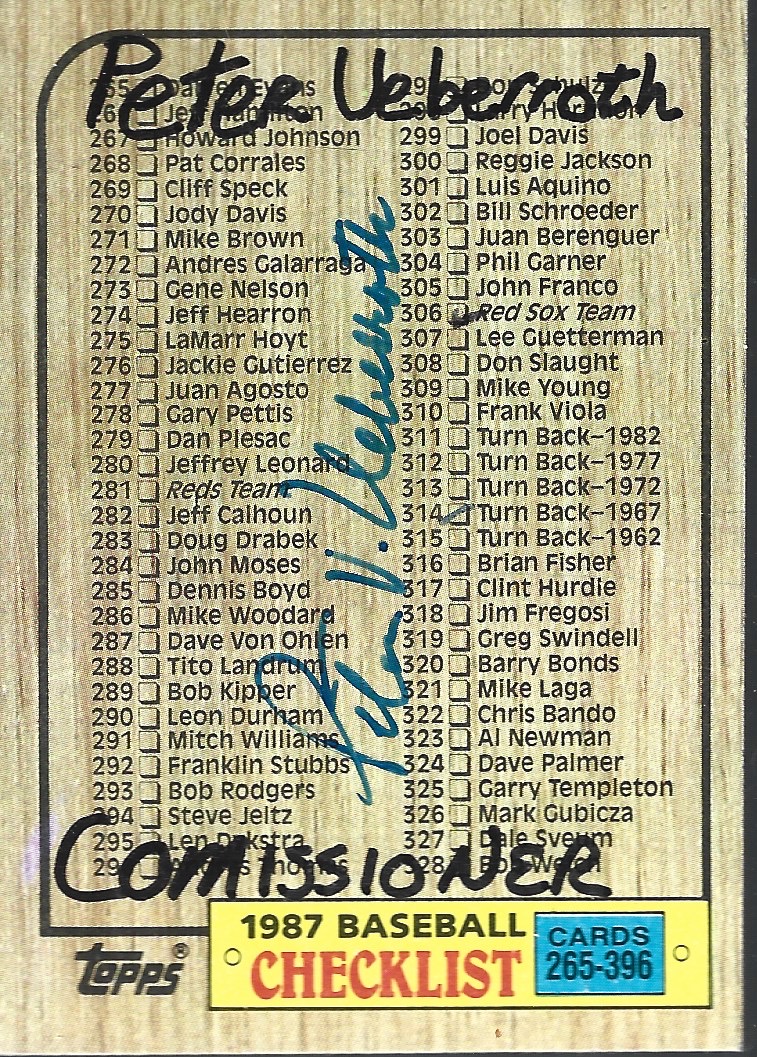 Peter Ueberroth
265 Evans
266 Jeff Hamilton
267 Howard Johnson
268 Pat Corrales
269 Cliff Speck
270 Jody Davis
271 Mike Brown
272 Andres Galarraga
273 Gene Nelson
274 Jeff Hearron
275 LaMarr Hoyt
276 Jackie Gutierrez
277 Juan Agosto
278 Gary Pettis
279 Dan Plesac
280 Jeffrey Leonard
281 Reds Team
282 Jeff Calhoun
283 Doug Drabek
284 John Moses
285 Dennis Boyd
286 Mike Woodard
287 Dave Von Ohlen
288 Tito Landrum
289 Bob Kipper
290 Leon Durham
291 Mitch Williams
292 Franklin Stubbs
293 Bob Rodgers
294 Steve Jeltz
295 Len Dykstra
Thomas
299 Joel Davis
300 Reggie Jackson
301 Luis Aquino
302 Bill Schroeder
303 Juan Berenguer
304 Phil Garner
305 John Franco
306 Red Sox Team
307 Lee Guetterman
308 Don Slaught
309 Mike Young
310 Frank Viola
311 Turn Back–1982
312 Turn Back–1977
313 Turn Back–1972
314 Turn Back–1967
315 Turn Back–1962
316 Brian Fisher
317 Clint Hurdle
318 Jim Fregosi
319 Greg Swindell
320 Barry Bonds
321 Mike Laga
322 Chris Bando
323 Al Newman
324 Dave Palmer
325 Garry Templeton
326 Mark Gubicza
327 Dale Sveum
328 Bob Welch
Peter V. Ueberroth
COMISSIONER
topps®
1987 BASEBALL
CHECKLIST
CARDS
265-396